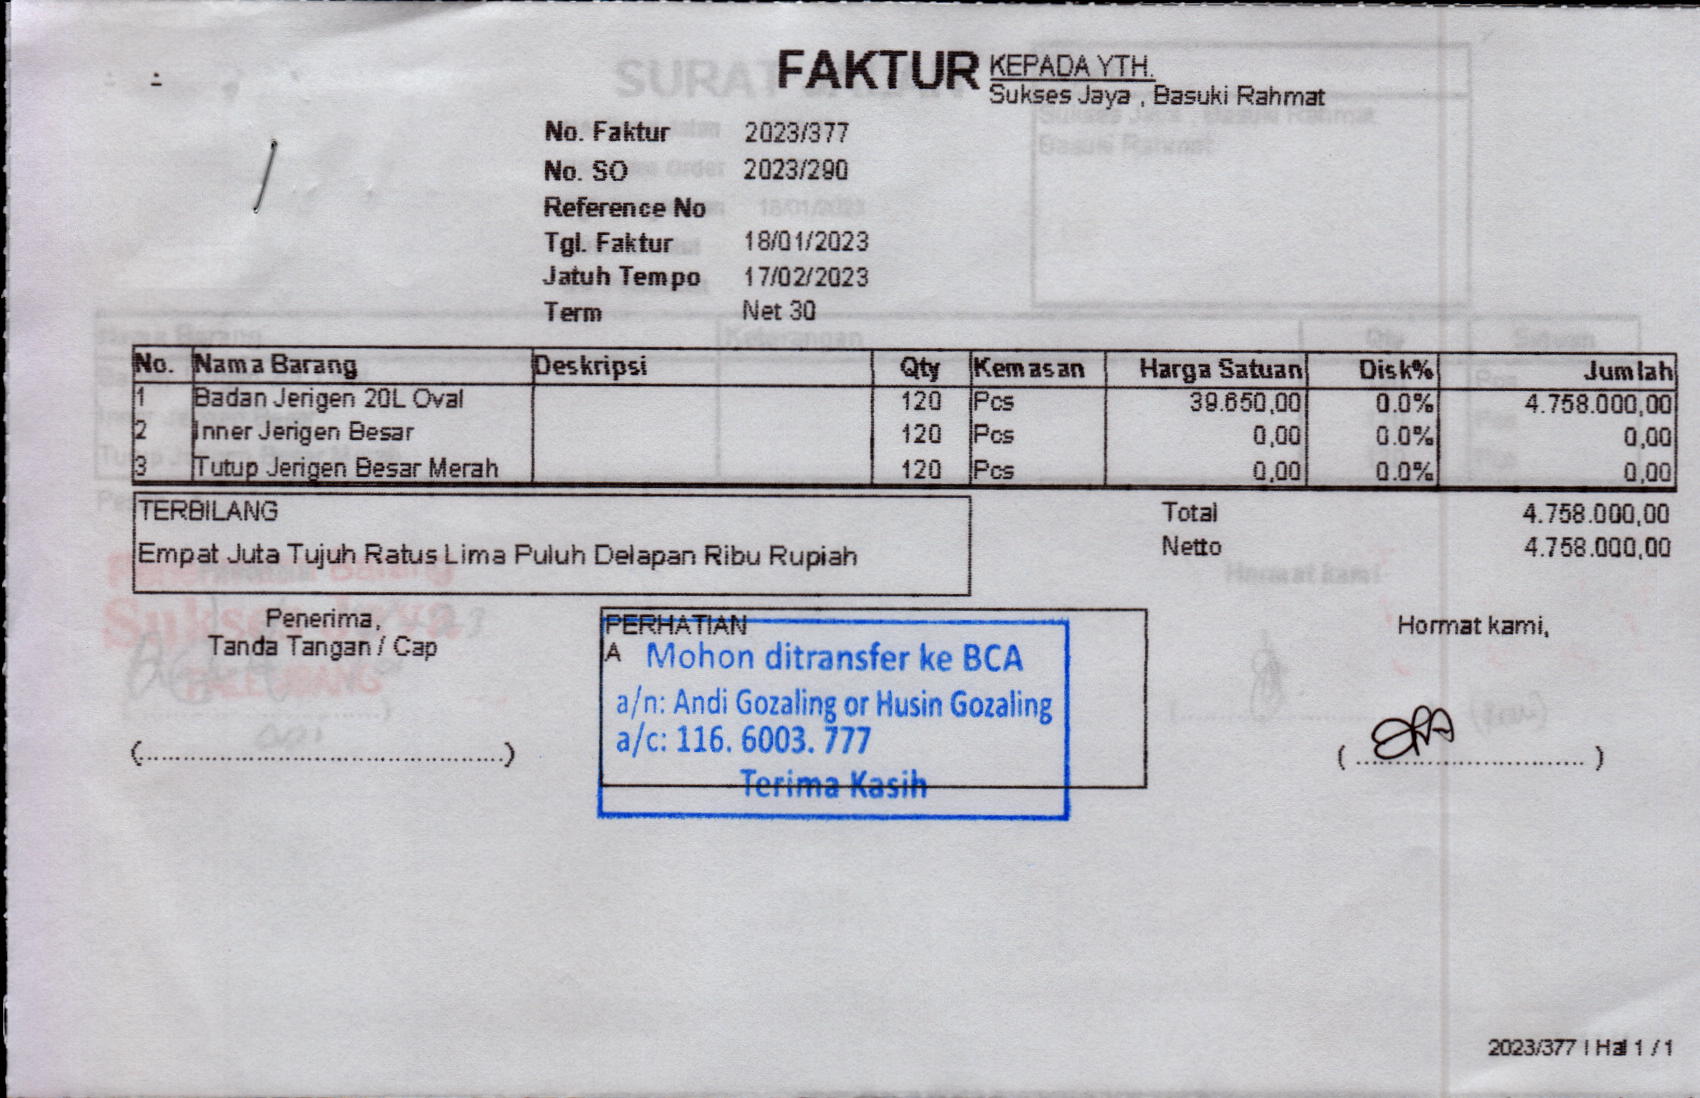 FAKTUR
KEPADA YTH.
Sukses Jaya , Basuki Rahmat
No. Faktur 2023/377
No. SO 2023/290
Reference No
Tgl. Faktur 18/01/2023
Jatuh Tempo 17/02/2023
Term Net 30
No. Nama Barang Deskripsi Qty Kemasan Harga Satuan Disk% Jumlah
1 Badan Jerigen 20L Oval 120 Pcs 39.650,00 0.0% 4.758.000,00
2 Inner Jerigen Besar 120 Pcs 0,00 0.0% 0,00
3 Tutup Jerigen Besar Merah 120 Pcs 0,00 0.0% 0,00
TERBILANG
Empat Juta Tujuh Ratus Lima Puluh Delapan Ribu Rupiah
Total 4.758.000,00
Netto 4.758.000,00
Penerima,
Tanda Tangan / Cap
(..............................................)
PERHATIAN
A
Mohon ditransfer ke BCA
a/n: Andi Gozaling or Husin Gozaling
a/c: 116. 6003. 777
Terima Kasih
Hormat kami,
( ............................. )
2023/377 | Hal 1 / 1